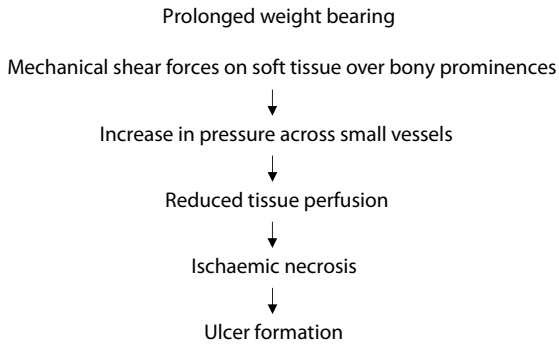 Prolonged weight bearing
Mechanical shear forces on soft tissue over bony prominences
Increase in pressure across small vessels
Reduced tissue perfusion
Ischaemic necrosis
Ulcer formation